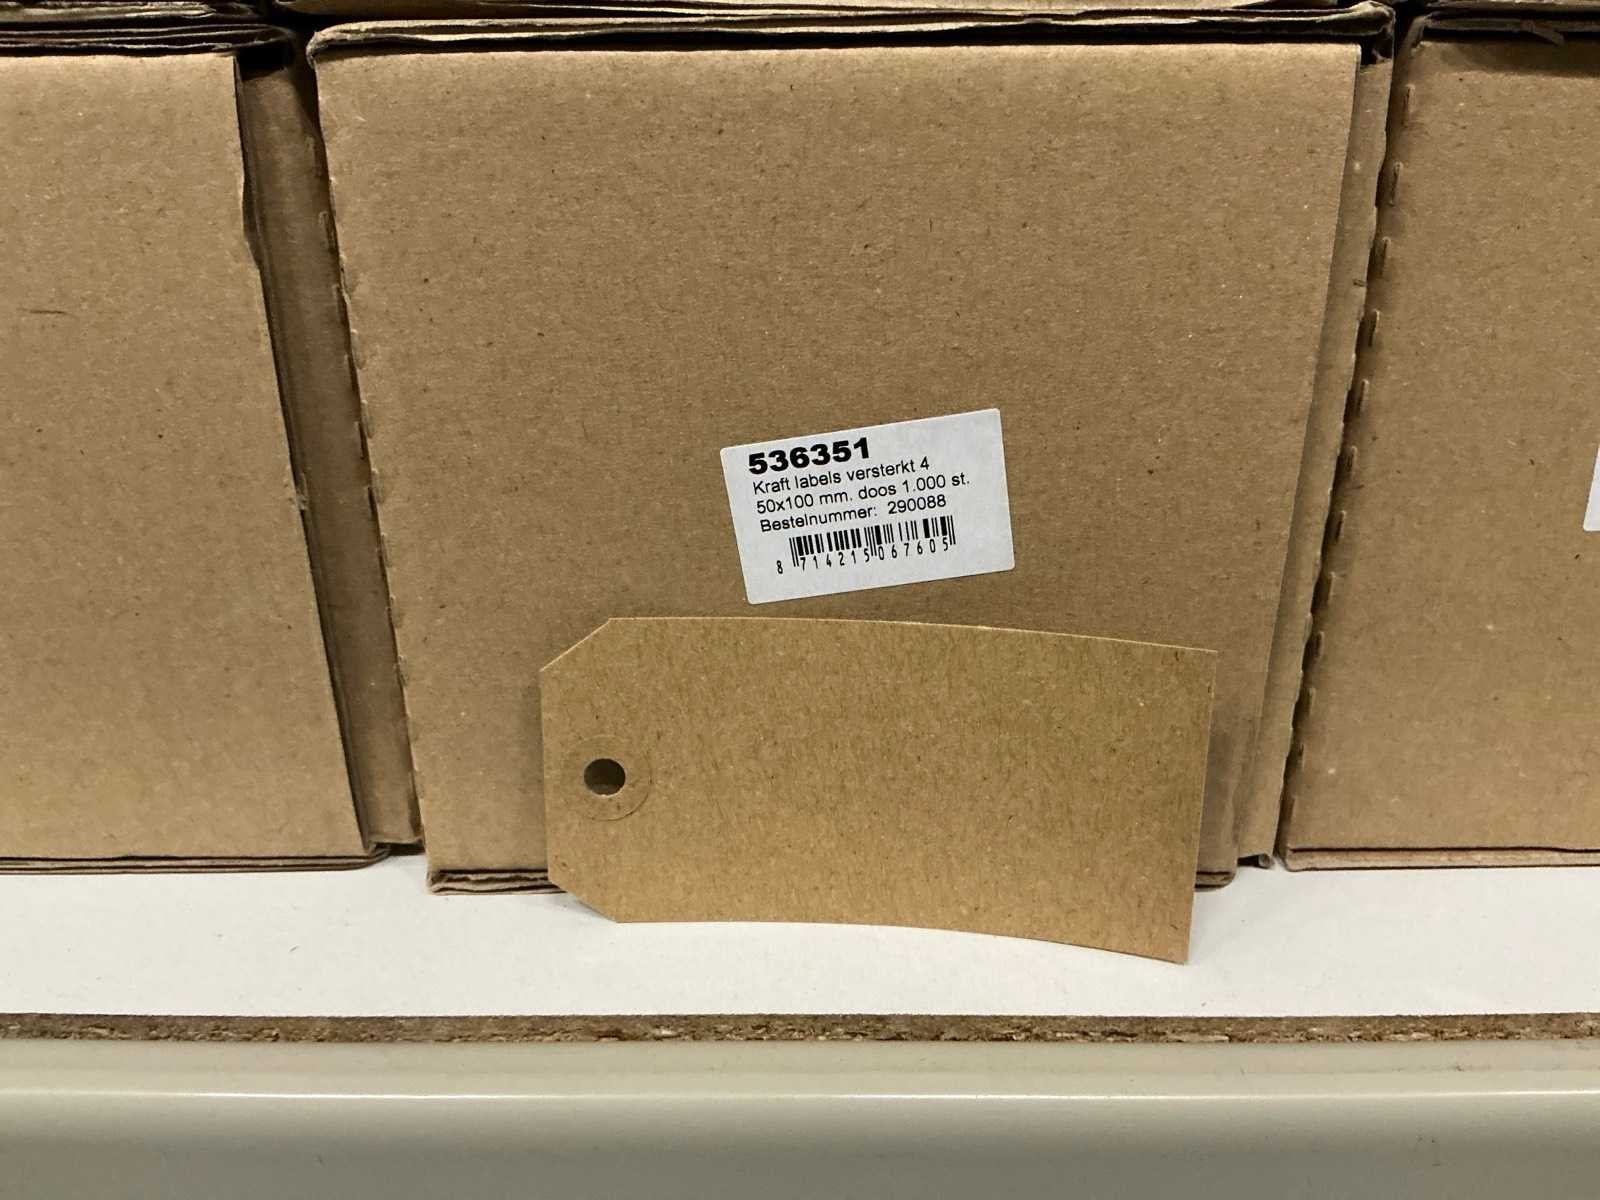 536351
Kraft labels versterkt 4
50x100 mm. doos 1.000 st.
Bestelnummer: 290088
8 714215 067605